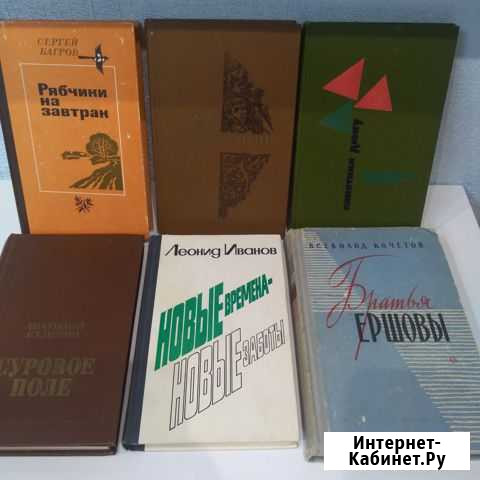 СЕРГЕЙ
БАГРОВ
Рябчики
на
завтрак
СУРОВОЕ
ПОЛЕ
Леонид Иванов
НОВЫЕ ВРЕМЕНА-
НОВЫЕ ЗАБОТЫ
ВСЕВОЛОД КОЧЕТОВ
Братья
ЕРШОВЫ
Интернет-
Кабинет.Ру